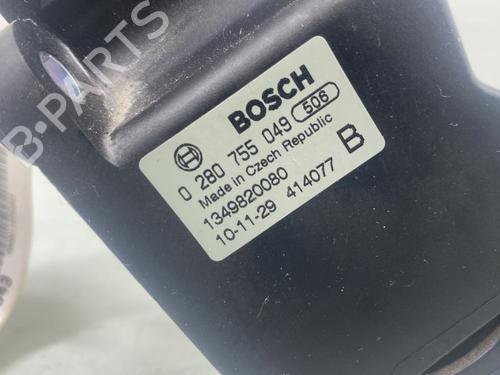 B-PARTS
BOSCH
0 280 755 049 506
Made in Czech Republic
1349820080 B
10-11-29 414077